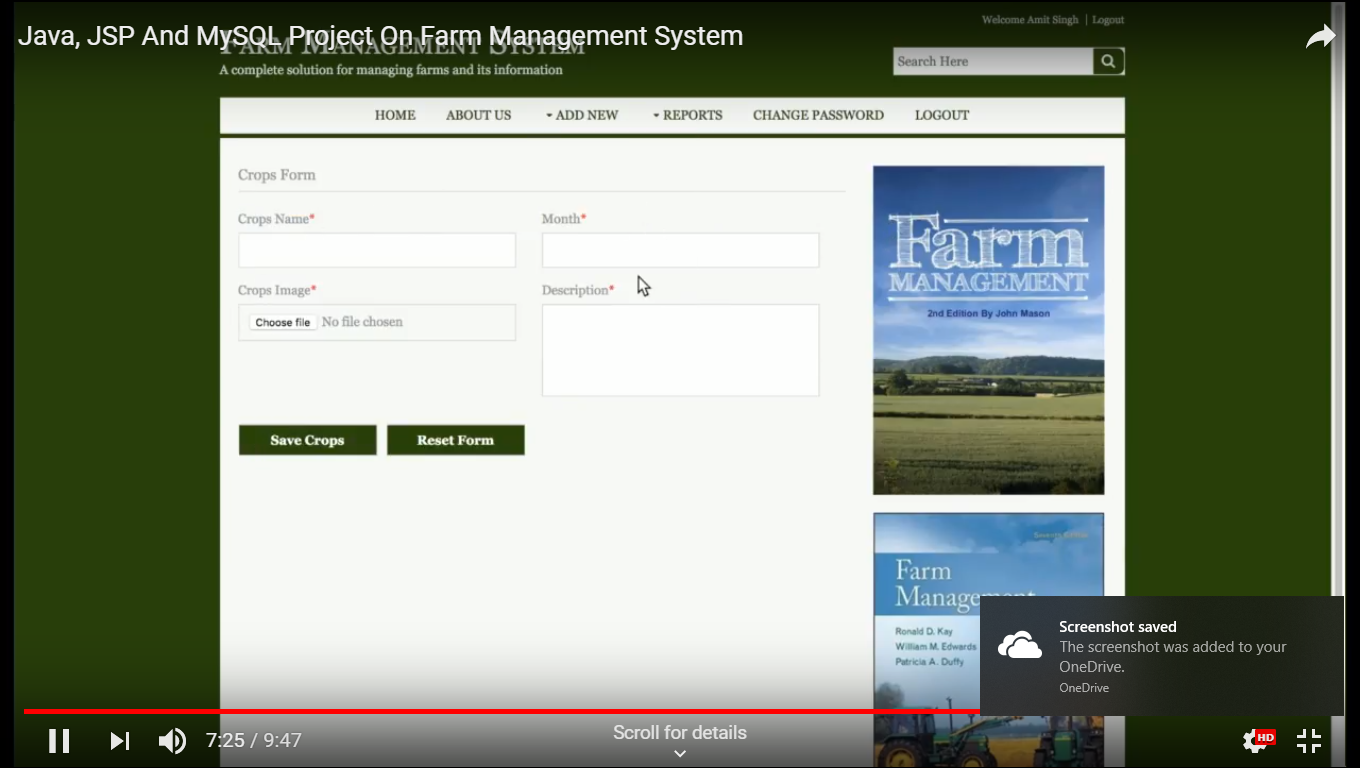 Welcome Amit Singh | Logout
Java, JSP And MySQL Project On Farm Management System
FARM MANAGEMENT SYSTEM
A complete solution for managing farms and its information
Search Here
HOME ABOUT US ADD NEW REPORTS CHANGE PASSWORD LOGOUT
Crops Form
Crops Name* Month*
Crops Image* Description*
Choose file No file chosen
Save Crops Reset Form
Farm
MANAGEMENT
2nd Edition By John Mason
Farm
Management
Ronald D. Kay
William M. Edwards
Patricia A. Duffy
Screenshot saved
The screenshot was added to your
OneDrive.
OneDrive
Scroll for details
7:25 / 9:47
HD